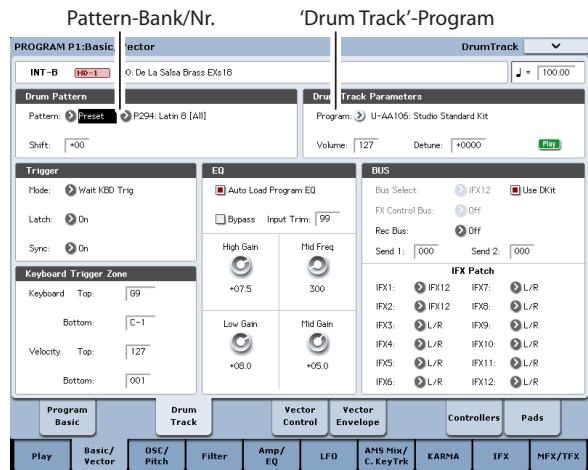 Pattern-Bank/Nr. 'Drum Track'-Program
PROGRAM P1:Basic/Vector DrumTrack
INT-B HD-1 0: De La Salsa Brass EXs18 ♩ = 100.00
Drum Pattern
Pattern: Preset P294: Latin 8 [All]
Shift: +00
Drum Track Parameters
Program: U-AA106: Studio Standard Kit
Volume: 127 Detune: +0000 Play
Trigger
Mode: Wait KBD Trig
Latch: On
Sync: On
Keyboard Trigger Zone
Keyboard Top: G9
Bottom: C-1
Velocity Top: 127
Bottom: 001
EQ
Auto Load Program EQ
Bypass Input Trim: 99
High Gain Mid Freq
+07.5 300
Low Gain Mid Gain
+08.0 +05.0
BUS
Bus Select: IFX12 Use DKit
FX Control Bus: Off
Rec Bus: Off
Send 1: 000 Send 2: 000
IFX Patch
IFX1: IFX12 IFX7: L/R
IFX2: IFX12 IFX8: L/R
IFX3: L/R IFX9: L/R
IFX4: L/R IFX10: L/R
IFX5: L/R IFX11: L/R
IFX6: L/R IFX12: L/R
Program Basic
Drum Track
Vector Control
Vector Envelope
Controllers
Pads
Play
Basic/ Vector
OSC/ Pitch
Filter
Amp/ EQ
LFO
AMS Mix/ C. KeyTrk
KARMA
IFX
MFX/TFX